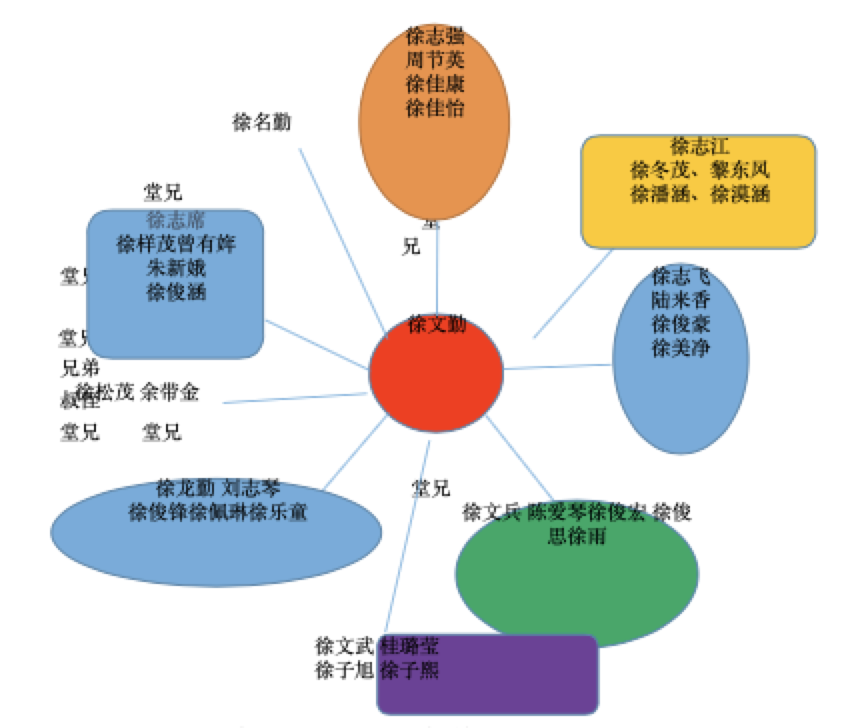 徐志强
周节英
徐佳康
徐佳怡
徐名勤
徐志江
徐冬茂、黎东风
徐潘涵、徐漠涵
堂兄
徐志席
徐样茂曾有姩
朱新娥
徐俊涵
兄
堂兄
徐志飞
陆来香
徐俊豪
徐美净
徐文勤
堂兄
兄弟
徐松茂 余带金
堂兄
堂兄
徐龙勤 刘志琴
徐俊锋徐佩琳徐乐童
堂兄
徐文兵 陈爱琴徐俊宏 徐俊
思徐雨
徐文武 桂璐莹
徐子旭 徐子熙